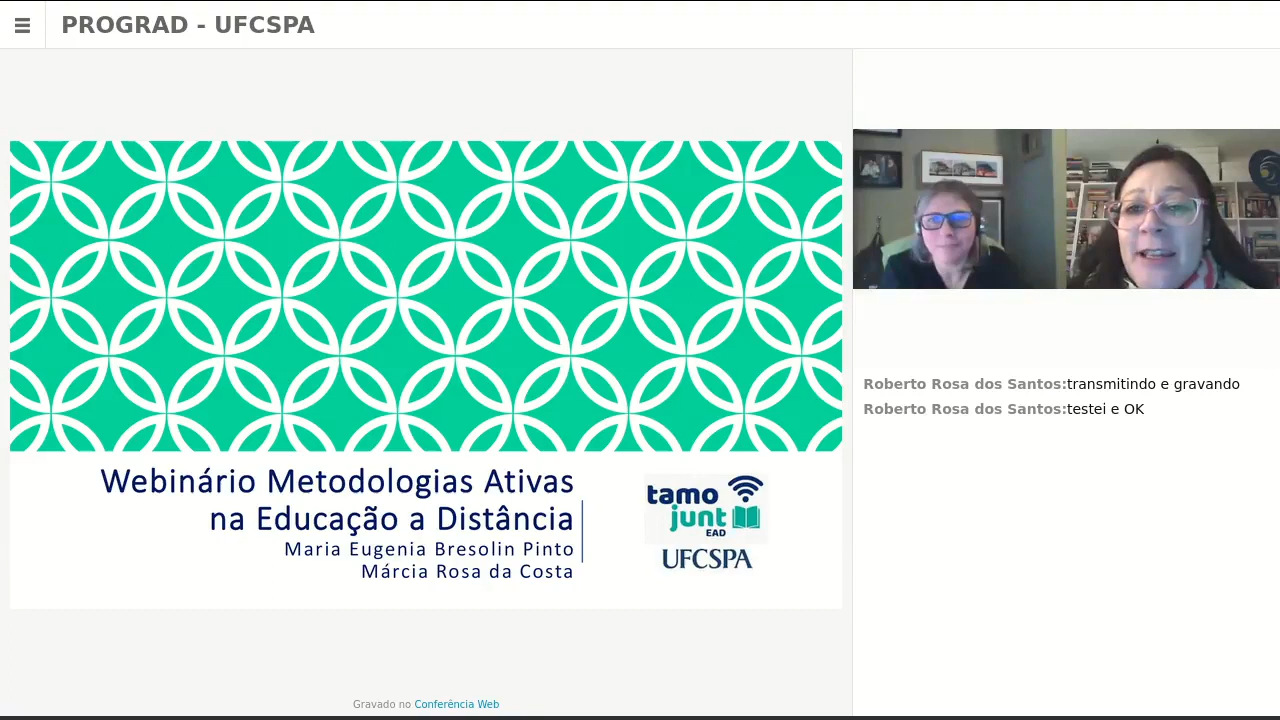 PROGRAD - UFCSPA
Webinário Metodologias Ativas
na Educação a Distância
Maria Eugenia Bresolin Pinto
Márcia Rosa da Costa
tamo
junto
EAD
UFCSPA
Roberto Rosa dos Santos:transmitindo e gravando
Roberto Rosa dos Santos:testei e OK
Gravado no Conferência Web